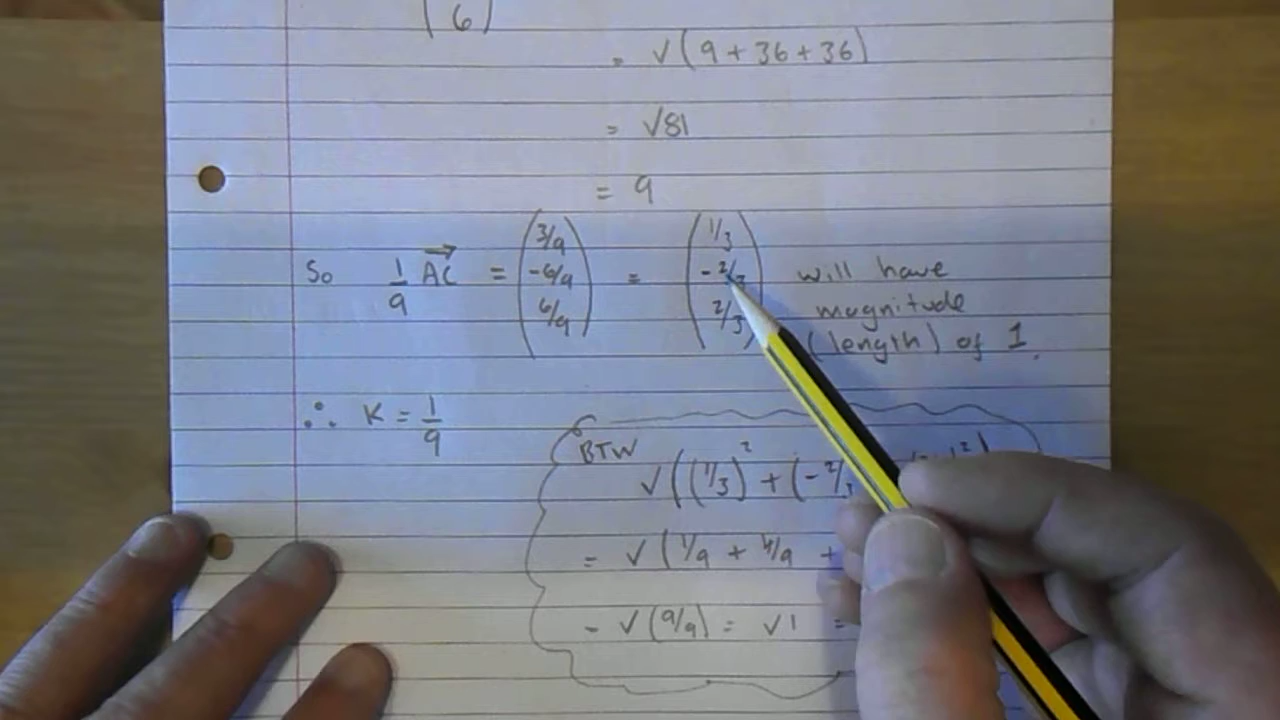 6
= √(9 + 36 + 36)
= √81
= 9
So 1/9 AC = (3/9 -6/9 6/9) = (1/3 -2/3 2/3) will have
magnitude
(length) of 1.
∴ K = 1/9
BTW
√((1/3)² + (-2/3
= √(1/9 + 4/9 +
= √(9/9) = √1 =